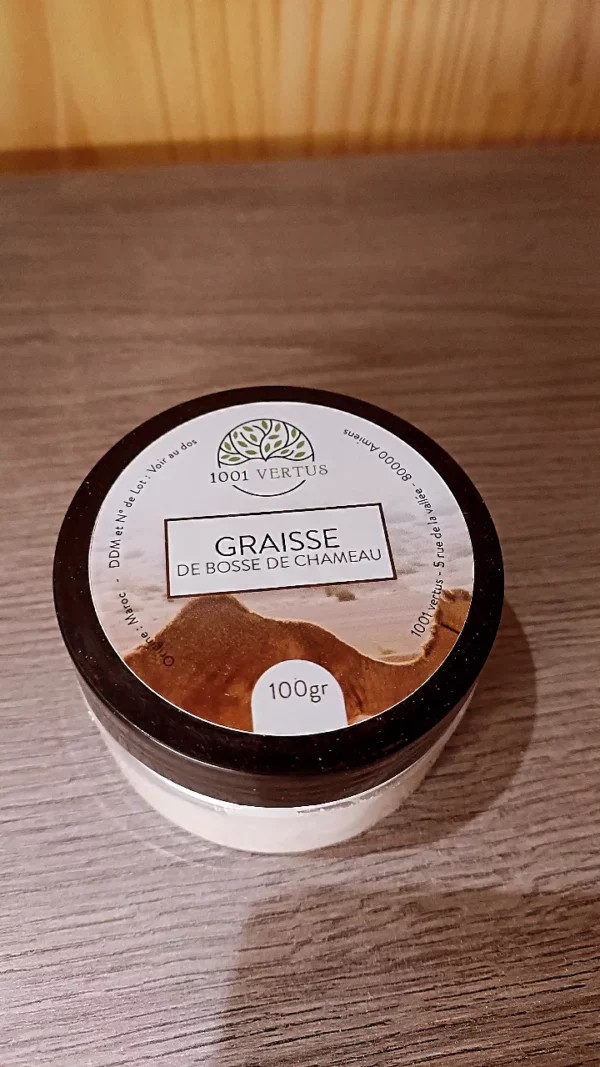 1001 VERTUS
GRAISSE
DE BOSSE DE CHAMEAU
100gr
Origine : Maroc - DDM et N° de Lot : Voir au dos
1001 vertus - 5 rue de la vallée - 800000 Amiens